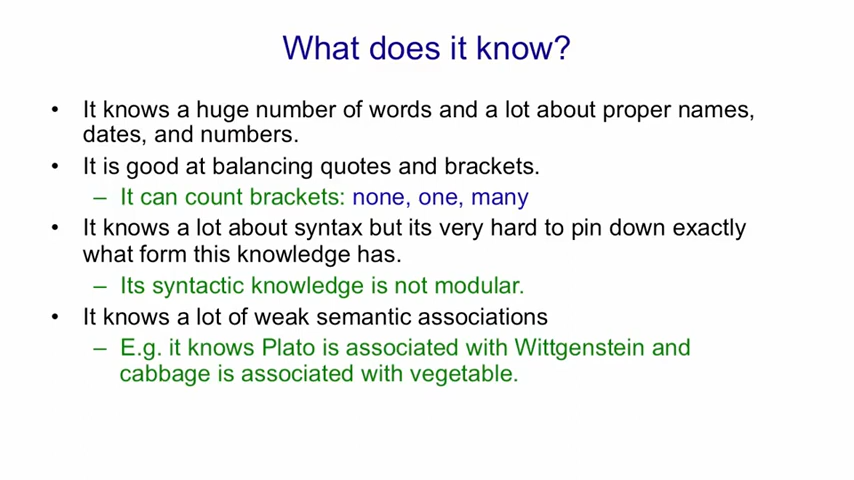 What does it know?
• It knows a huge number of words and a lot about proper names,
dates, and numbers.
• It is good at balancing quotes and brackets.
– It can count brackets: none, one, many
• It knows a lot about syntax but its very hard to pin down exactly
what form this knowledge has.
– Its syntactic knowledge is not modular.
• It knows a lot of weak semantic associations
– E.g. it knows Plato is associated with Wittgenstein and
cabbage is associated with vegetable.